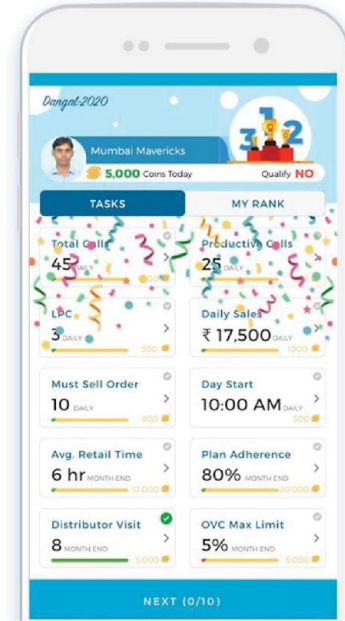 Dangal-2020
1
2
3
Mumbai Mavericks
5,000 Coins Today
Qualify NO
TASKS
MY RANK
Total Calls
45 DAILY
Productive Calls
25 DAILY
LPC
3 DAILY
300
Daily Sales
₹ 17,500 DAILY
1000
Must Sell Order
10 DAILY
800
Day Start
10:00 AM DAILY
500
Avg. Retail Time
6 hr MONTH END
10,000
Plan Adherence
80% MONTH END
20,000
Distributor Visit
8 MONTH END
5,000
OVC Max Limit
5% MONTH END
5,000
NEXT (0/10)